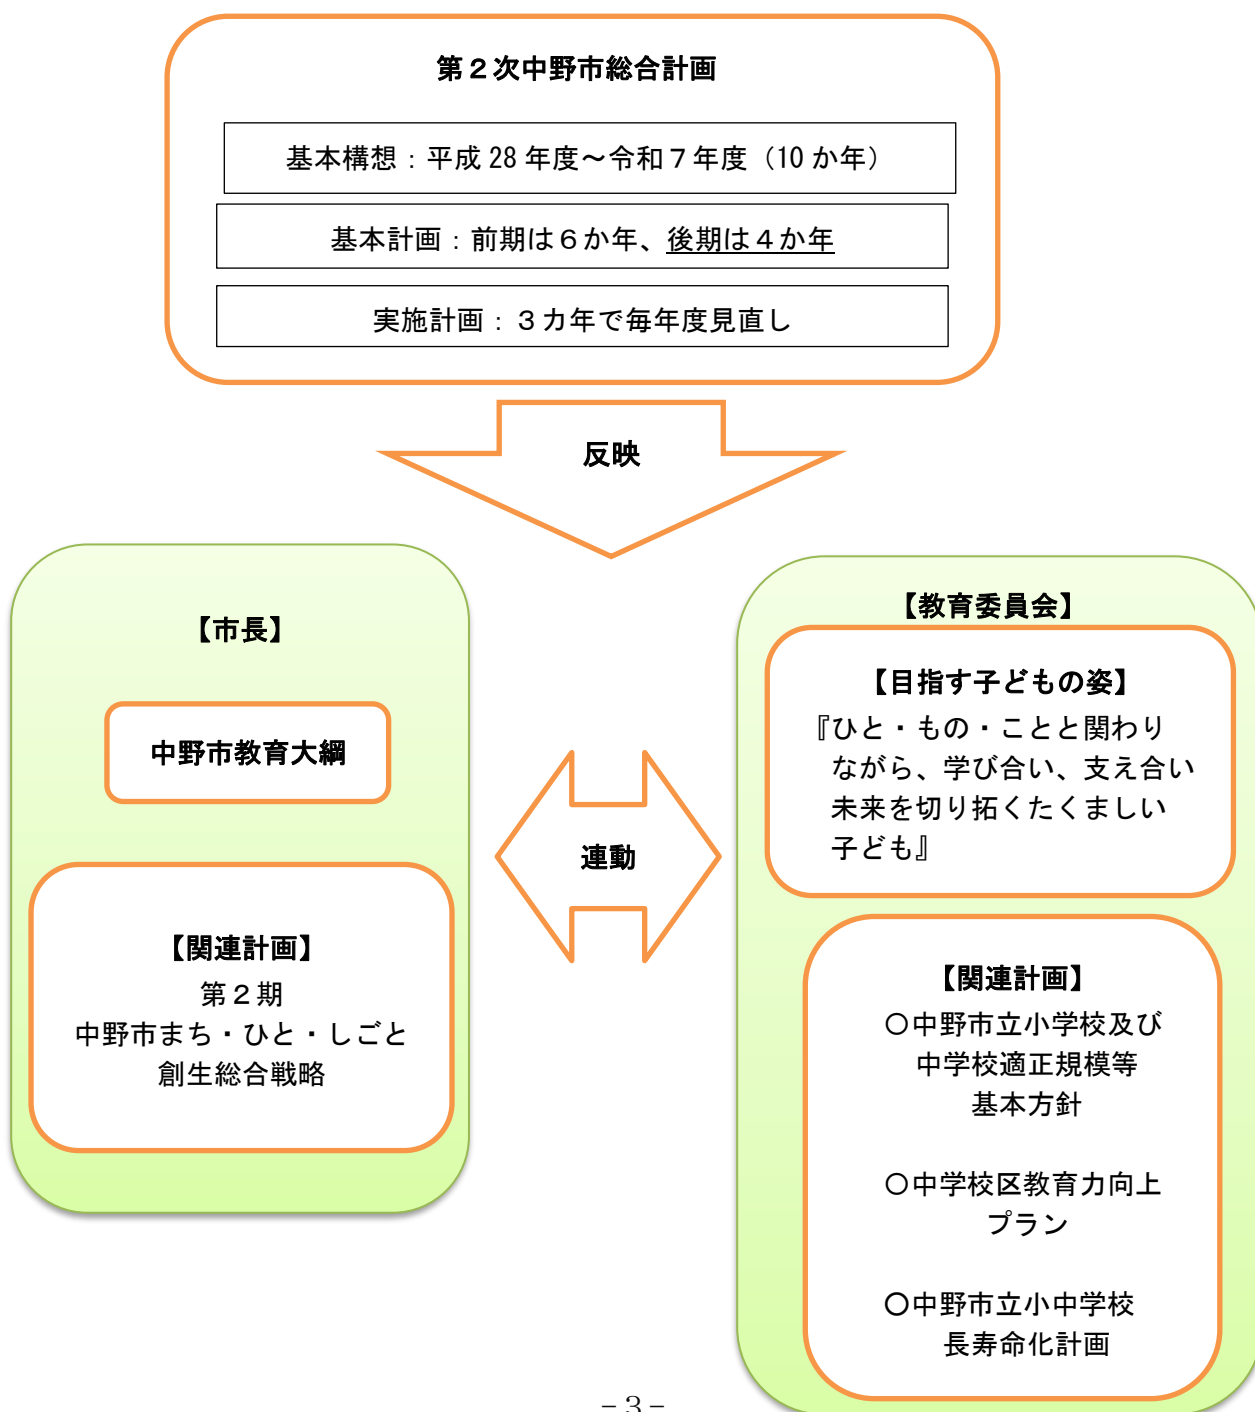 第２次中野市総合計画
基本構想：平成 28 年度～令和７年度（10 か年）
基本計画：前期は６か年、後期は４か年
実施計画：３カ年で毎年度見直し
反映
【市長】
中野市教育大綱
【関連計画】
第２期
中野市まち・ひと・しごと
創生総合戦略
連動
【教育委員会】
【目指す子どもの姿】
『ひと・もの・ことと関わり
ながら、学び合い、支え合い
未来を切り拓くたくましい
子ども』
【関連計画】
〇中野市立小学校及び
中学校適正規模等
基本方針
〇中学校区教育力向上
プラン
〇中野市立小中学校
長寿命化計画
－３－